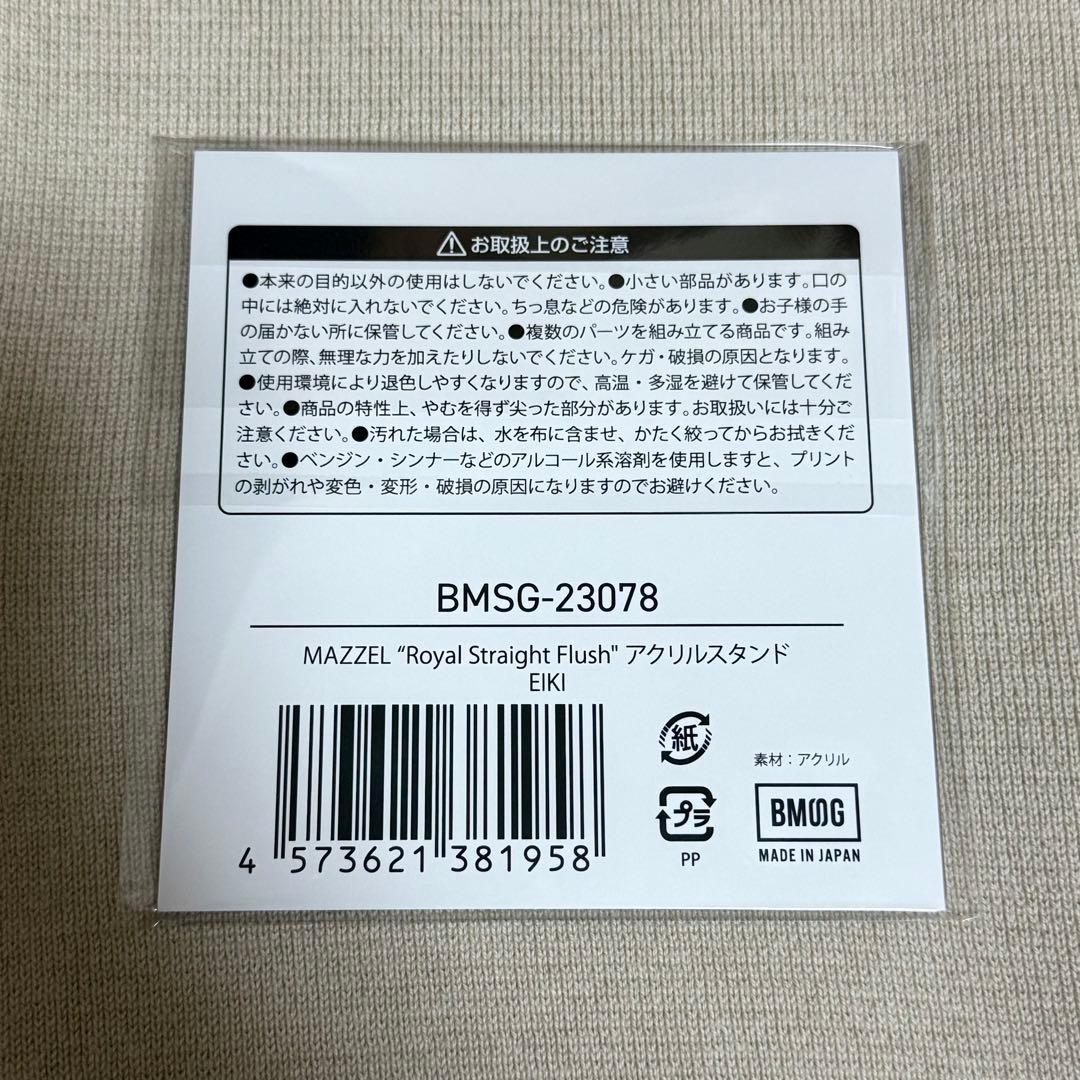 ⚠お取扱上のご注意
●本来の目的以外の使用はしないでください。●小さい部品があります。口の
中には絶対に入れないでください。ちっ息などの危険があります。●お子様の手
の届かない所に保管してください。●複数のパーツを組み立てる商品です。組み
立ての際、無理な力を加えたりしないでください。ケガ・破損の原因となります。
●使用環境により退色しやすくなりますので、高温・多湿を避けて保管してくだ
さい。●商品の特性上、やむを得ず尖った部分があります。お取扱いには十分ご
注意ください。●汚れた場合は、水を布に含ませ、かたく絞ってからお拭きくだ
さい。●ベンジン・シンナーなどのアルコール系溶剤を使用しますと、プリント
の剥がれや変色・変形・破損の原因になりますのでお避けください。
BMSG-23078
MAZZEL “Royal Straight Flush" アクリルスタンド
EIKI
4 573621 381958
紙
プラ
PP
素材：アクリル
BMSG
MADE IN JAPAN